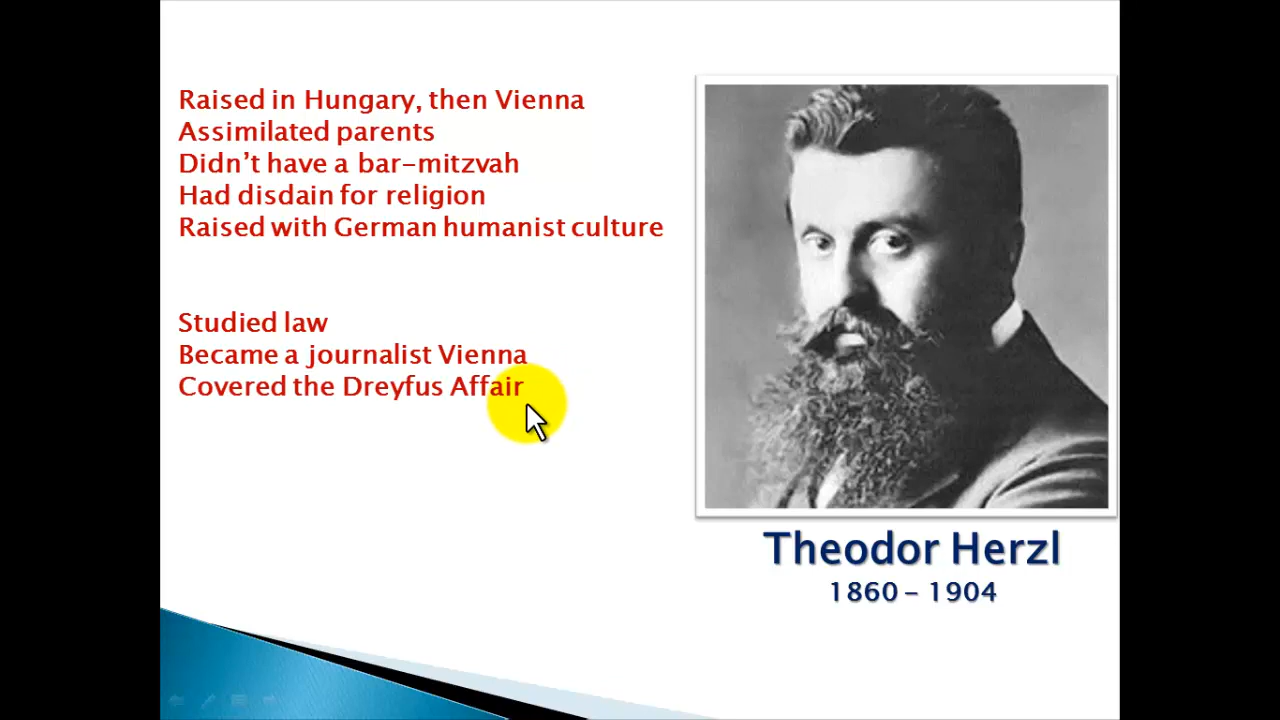 Raised in Hungary, then Vienna
Assimilated parents
Didn't have a bar-mitzvah
Had disdain for religion
Raised with German humanist culture
Studied law
Became a journalist Vienna
Covered the Dreyfus Affair
Theodor Herzl
1860 - 1904